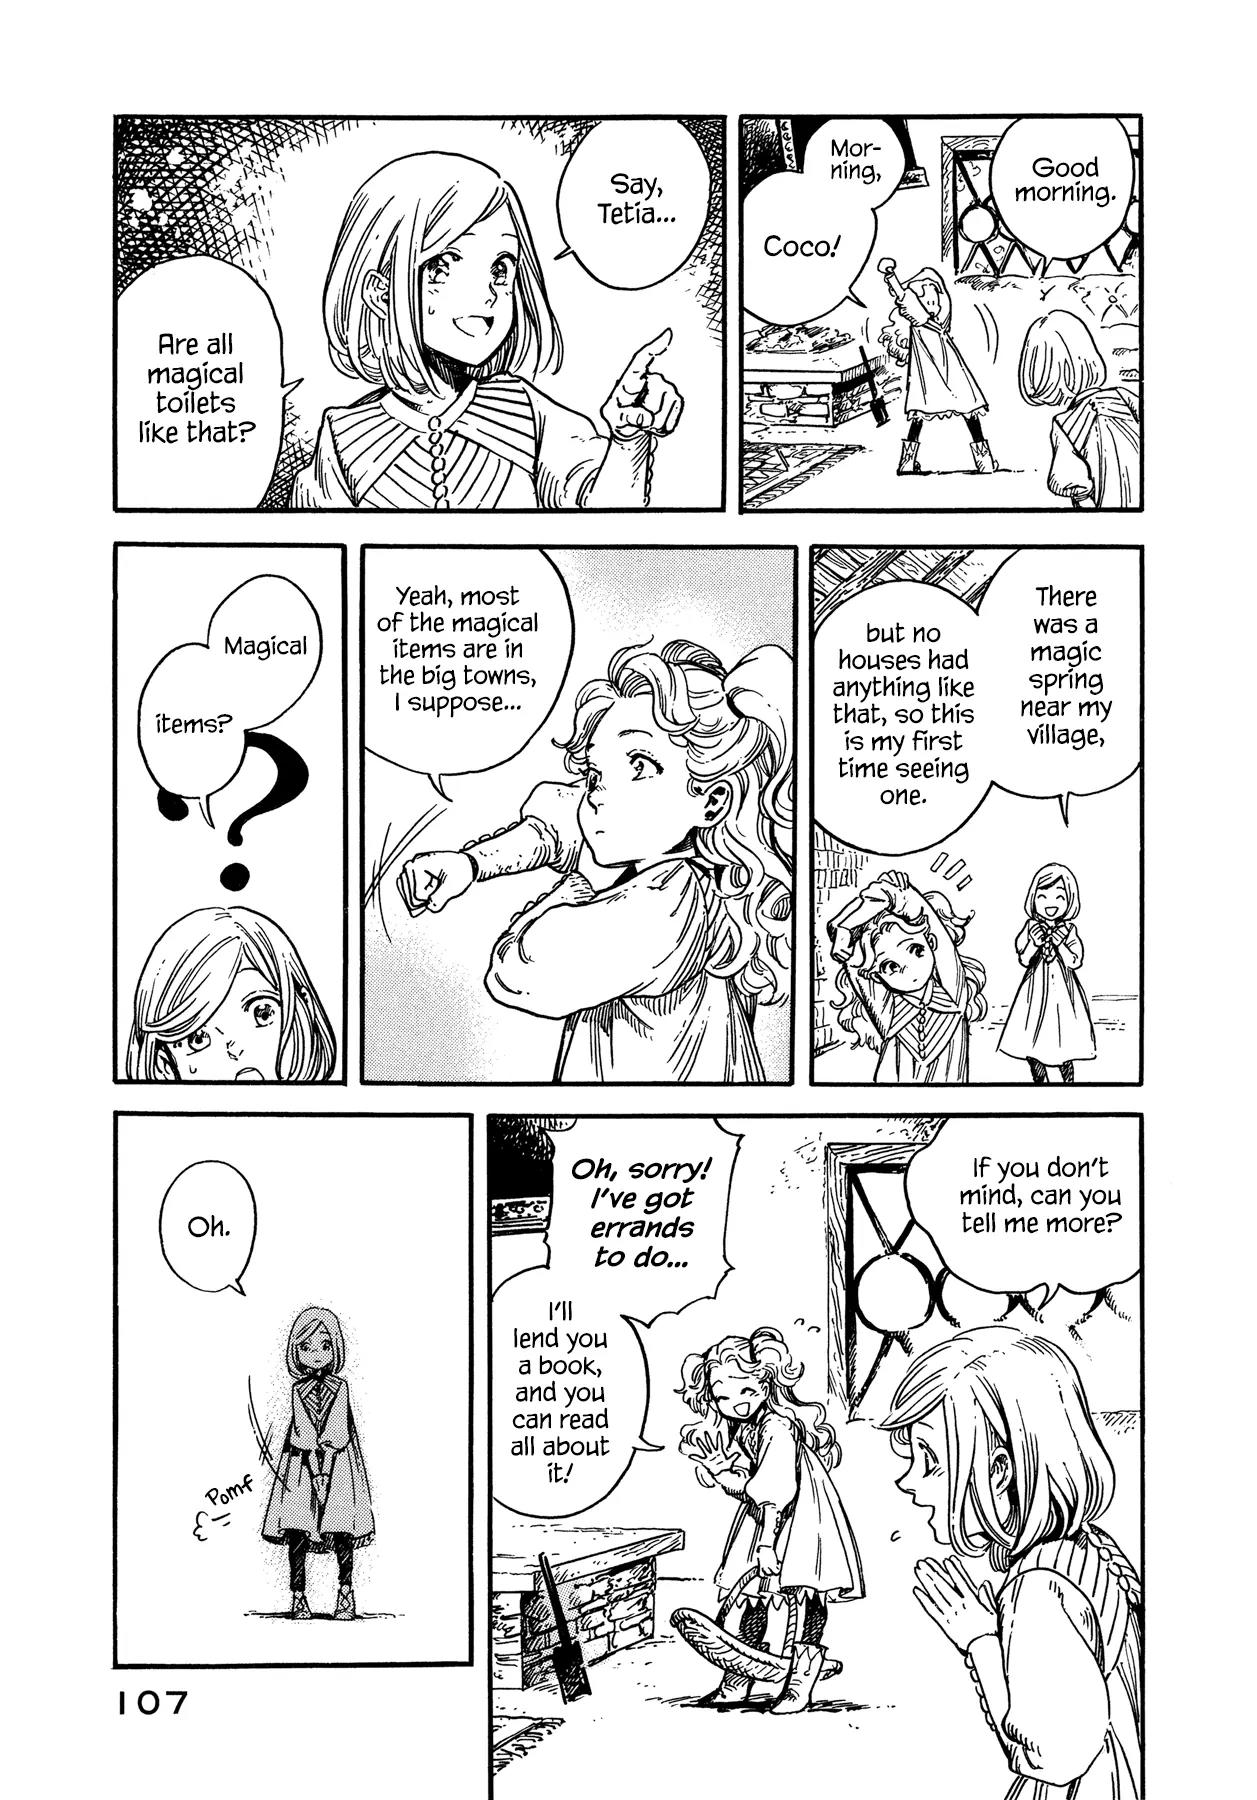 Good
morning.
Mor-
ning,
Coco!
Say,
Tetia...
Are all
magical
toilets
like that?
There
was a
magic
spring
near my
village,
but no
houses had
anything like
that, so this
is my first
time seeing
one.
Yeah, most
of the magical
items are in
the big towns,
I suppose...
Magical
items?
?
If you don't
mind, can you
tell me more?
Oh, sorry!
I've got
errands
to do...
I'll
lend you
a book,
and you
can read
all about
it!
Oh.
Pomf
107